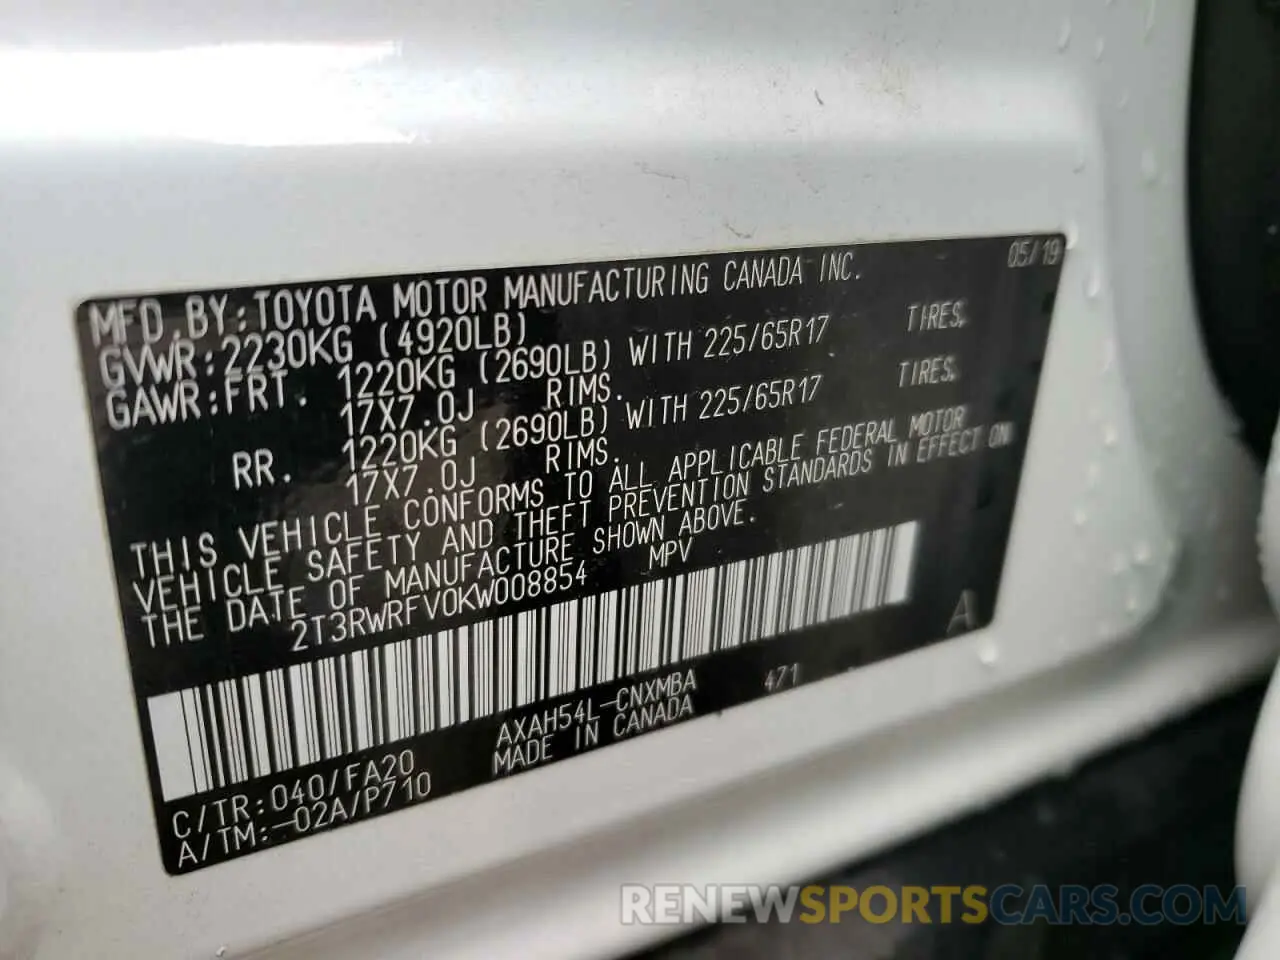 05/19
MFD. BY: TOYOTA MOTOR MANUFACTURING CANADA INC.
GVWR: 2230KG (4920LB)
GAWR: FRT. 1220KG (2690LB) WITH 225/65R17 TIRES,
17X7.0J RIMS.
RR. 1220KG (2690LB) WITH 225/65R17 TIRES,
17X7.0J RIMS.
THIS VEHICLE CONFORMS TO ALL APPLICABLE FEDERAL MOTOR
VEHICLE SAFETY AND THEFT PREVENTION STANDARDS IN EFFECT ON
THE DATE OF MANUFACTURE SHOWN ABOVE.
2T3RWRFV0KW008854 MPV
A
AXAH54L-CNXMBA 471
MADE IN CANADA
C/TR: 040/FA20
A/TM: -02A/P710
RENEWSPORTSCARS.COM